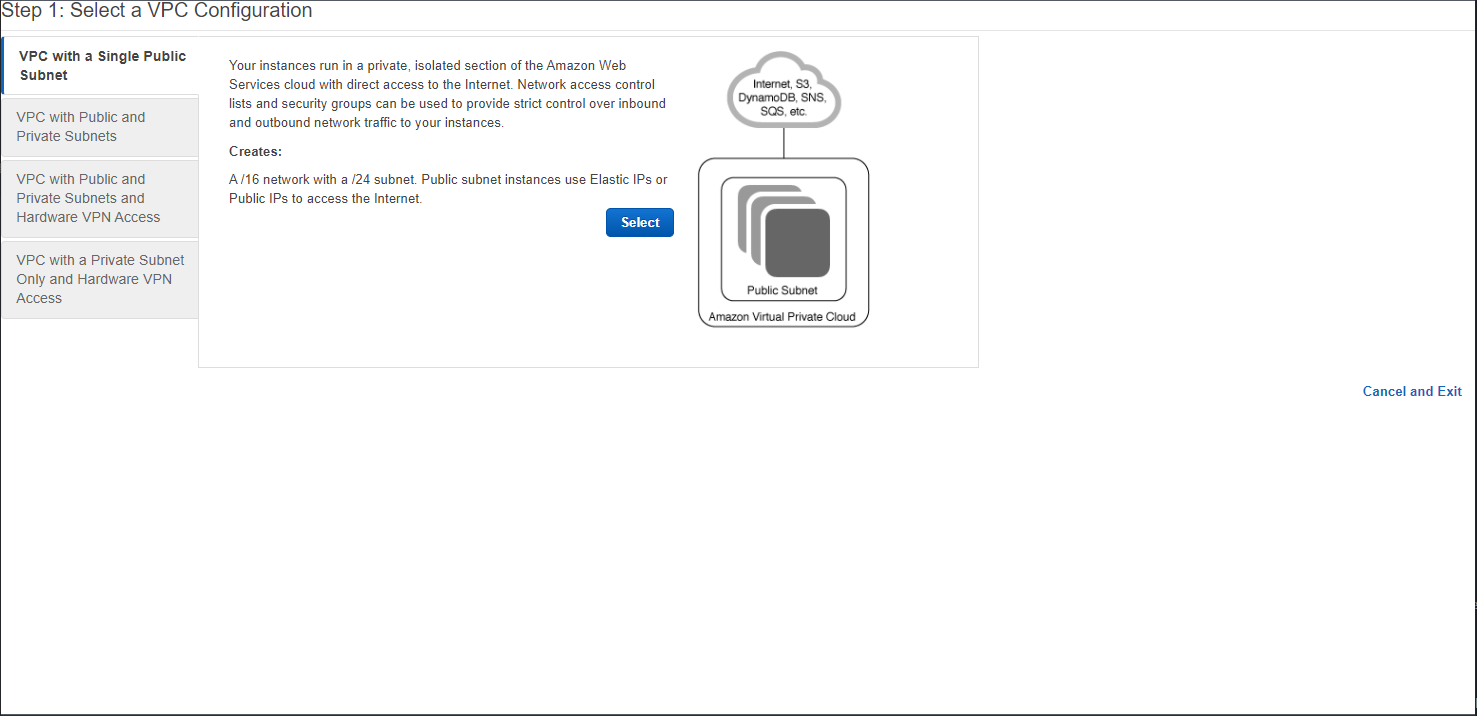 Step 1: Select a VPC Configuration
VPC with a Single Public
Subnet
VPC with Public and
Private Subnets
VPC with Public and
Private Subnets and
Hardware VPN Access
VPC with a Private Subnet
Only and Hardware VPN
Access
Your instances run in a private, isolated section of the Amazon Web
Services cloud with direct access to the Internet. Network access control
lists and security groups can be used to provide strict control over inbound
and outbound network traffic to your instances.
Creates:
A /16 network with a /24 subnet. Public subnet instances use Elastic IPs or
Public IPs to access the Internet.
Select
Internet, S3,
DynamoDB, SNS,
SQS, etc.
Public Subnet
Amazon Virtual Private Cloud
Cancel and Exit